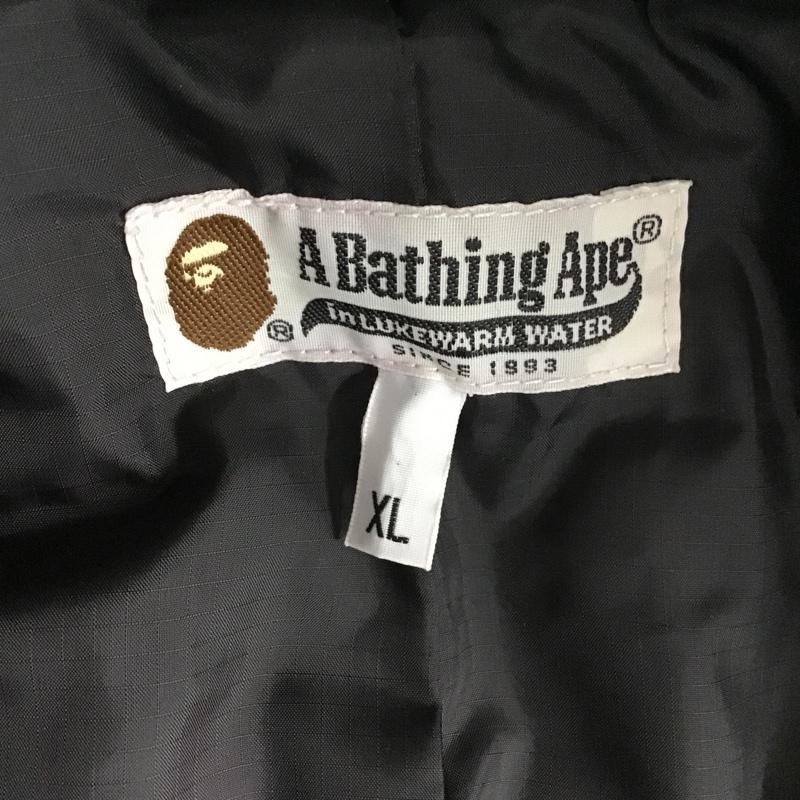 A Bathing Ape®
®
in LUKEWARM WATER
SINCE 1993
XL